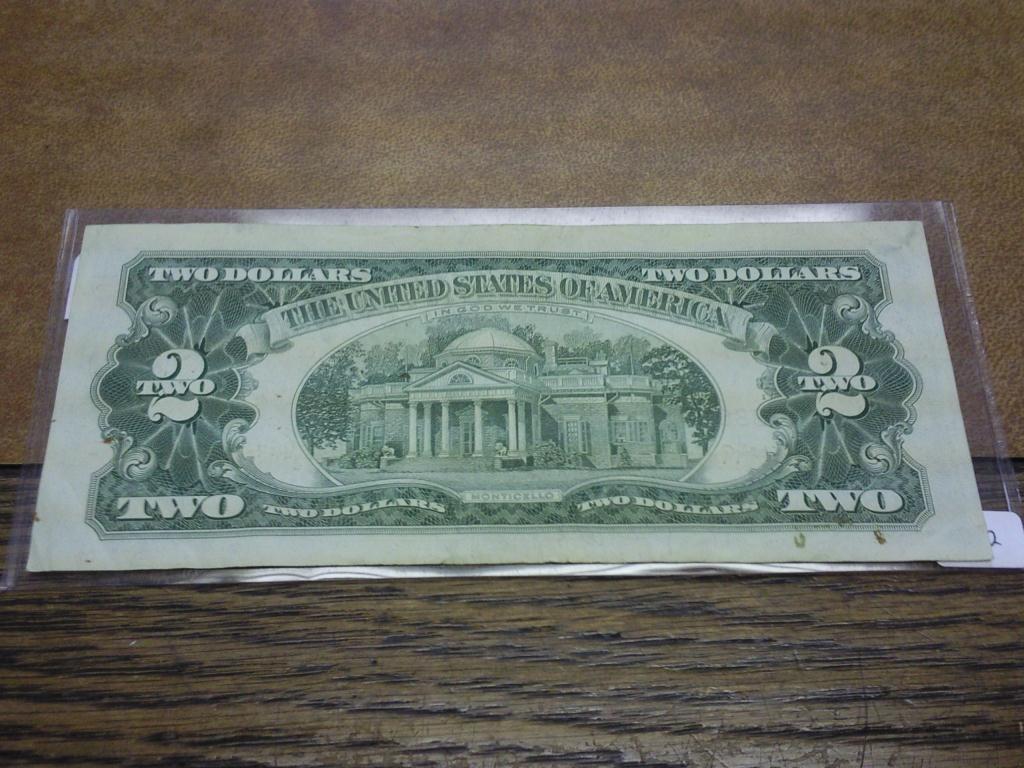 TWO DOLLARS TWO DOLLARS
THE UNITED STATES OF AMERICA
IN GOD WE TRUST
2 TWO
2 TWO
MONTICELLO
TWO TWO DOLLARS TWO DOLLARS TWO
2